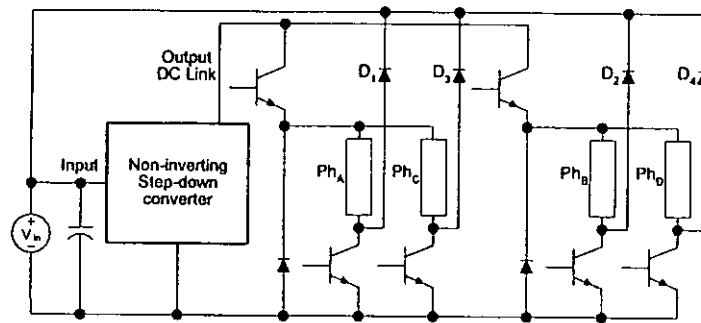 Output
DC Link
D1
D3
D2
D4
Input
Non-inverting
Step-down
converter
PhA
PhC
PhB
PhD
+
Vin
−